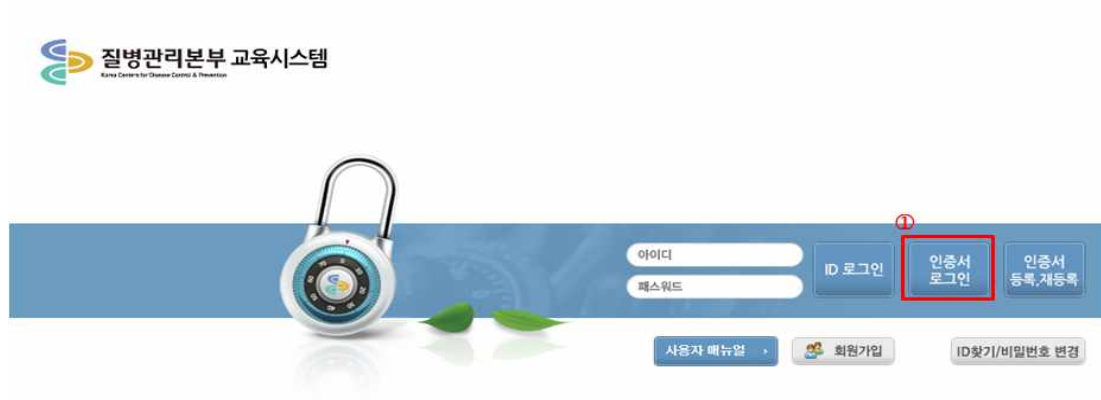 질병관리본부 교육시스템
Korea Centers for Disease Control & Prevention
①
아이디
패스워드
ID 로그인
인증서
로그인
인증서
등록,재등록
사용자 매뉴얼
회원가입
ID찾기/비밀번호 변경